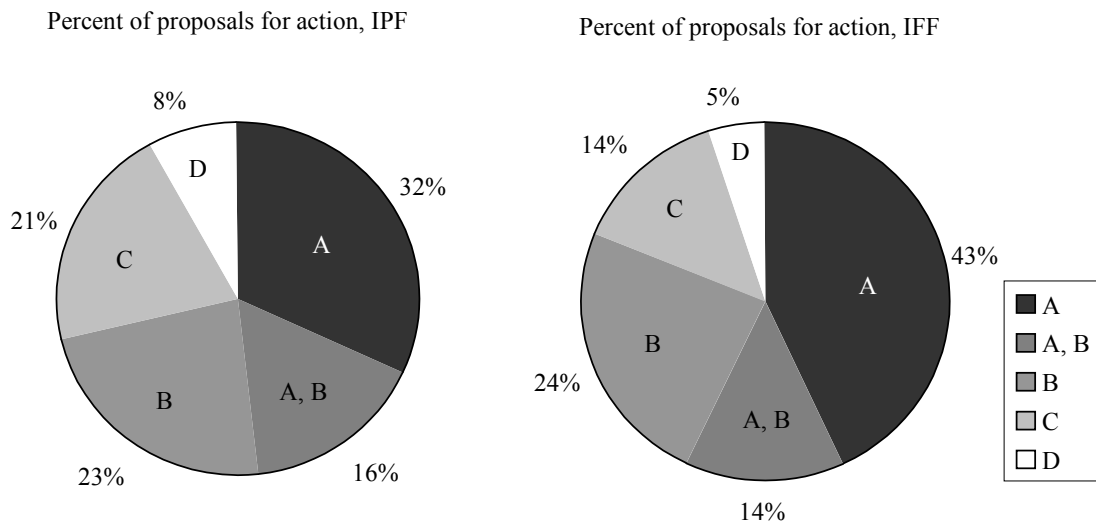 Percent of proposals for action, IPF
8%
D
32%
A
21%
C
B
A, B
23%
16%
Percent of proposals for action, IFF
5%
14%
D
C
43%
A
B
24%
A, B
14%
A
A, B
B
C
D